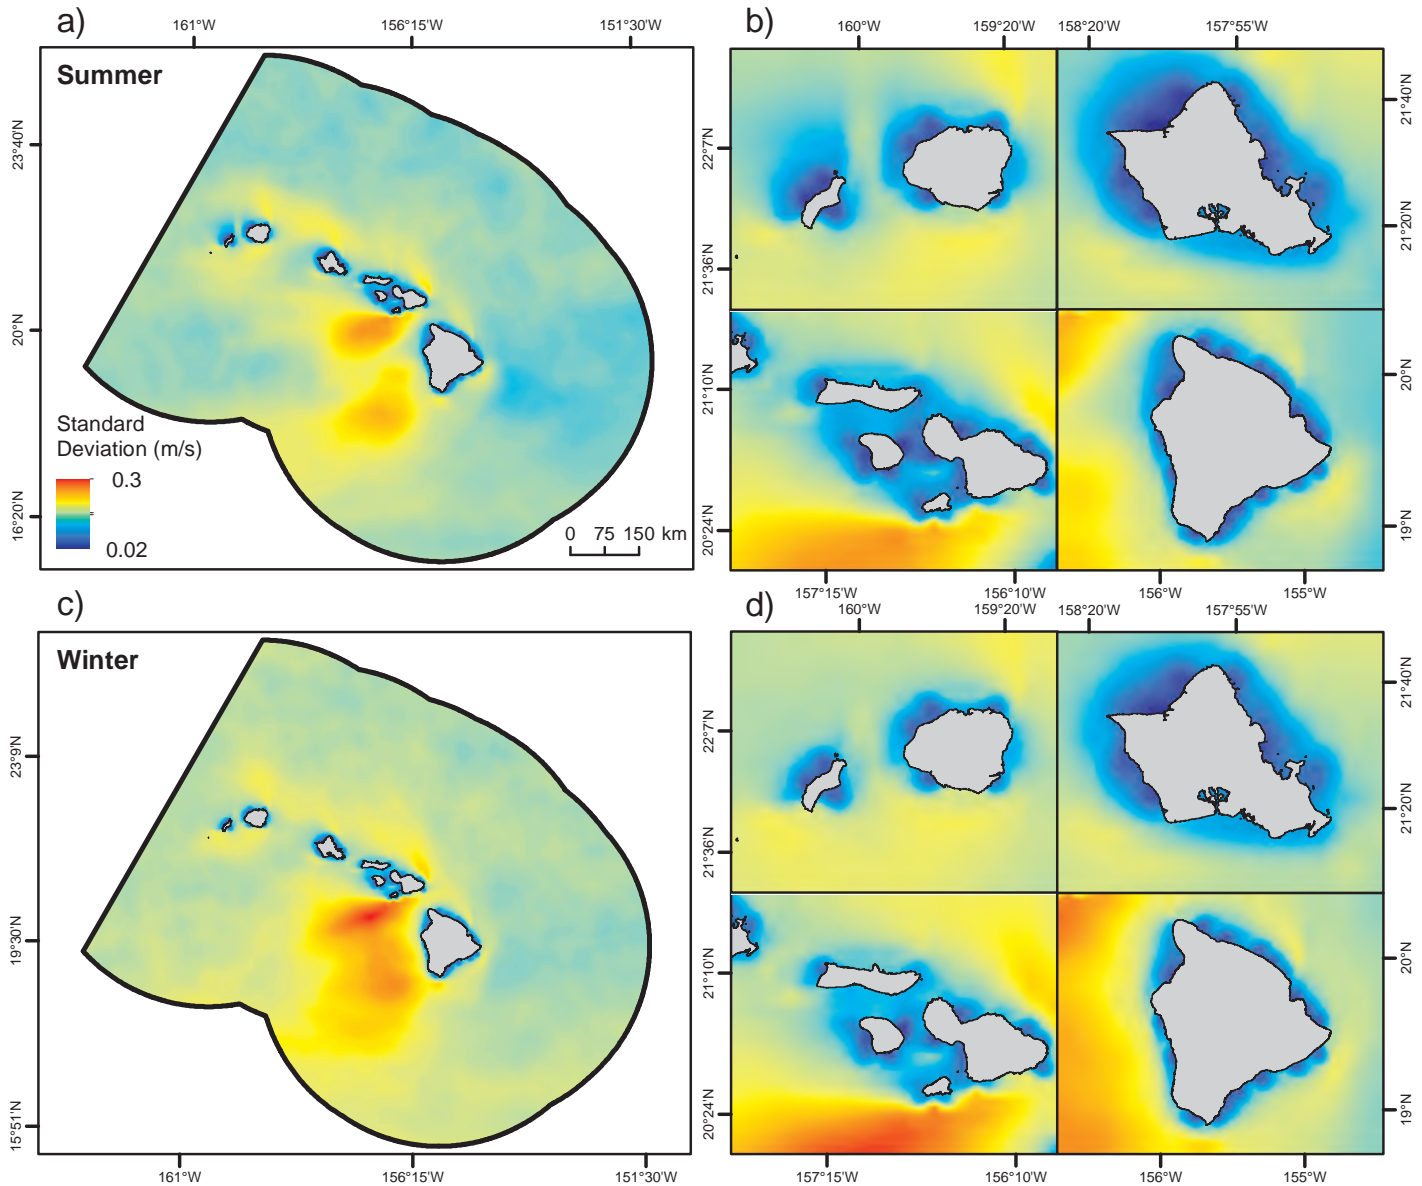 a)
161°W
156°15'W
151°30'W
Summer
23°40'N
20°N
16°20'N
Standard
Deviation (m/s)
0.3
0.02
0 75 150 km
b)
160°W
159°20'W
158°20'W
157°55'W
22°7'N
21°36'N
21°40'N
21°20'N
21°10'N
20°24'N
20°N
19°N
157°15'W
156°10'W
156°W
155°W
c)
Winter
23°9'N
19°30'N
15°51'N
161°W
156°15'W
151°30'W
d)
160°W
159°20'W
158°20'W
157°55'W
22°7'N
21°36'N
21°40'N
21°20'N
21°10'N
20°24'N
20°N
19°N
157°15'W
156°10'W
156°W
155°W